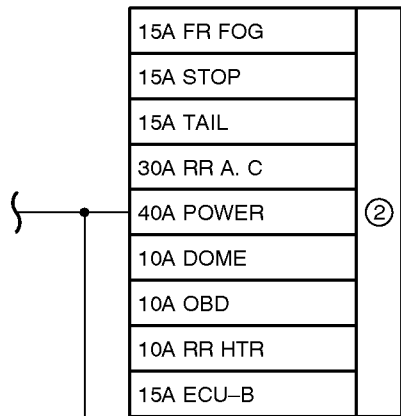 15A FR FOG
15A STOP
15A TAIL
30A RR A. C
40A POWER
②
10A DOME
10A OBD
10A RR HTR
15A ECU–B